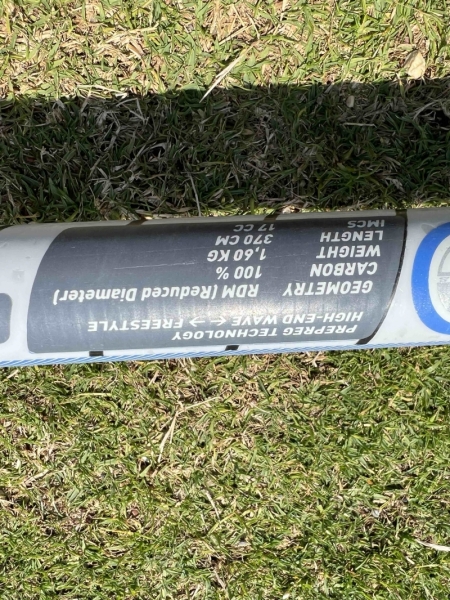 PREPREG TECHNOLOGY
HIGH-END WAVE ←→ FREESTYLE
GEOMETRY RDM (Reduced Diameter)
CARBON 100 %
WEIGHT 1,60 KG
LENGTH 370 CM
IMCS 17 CC